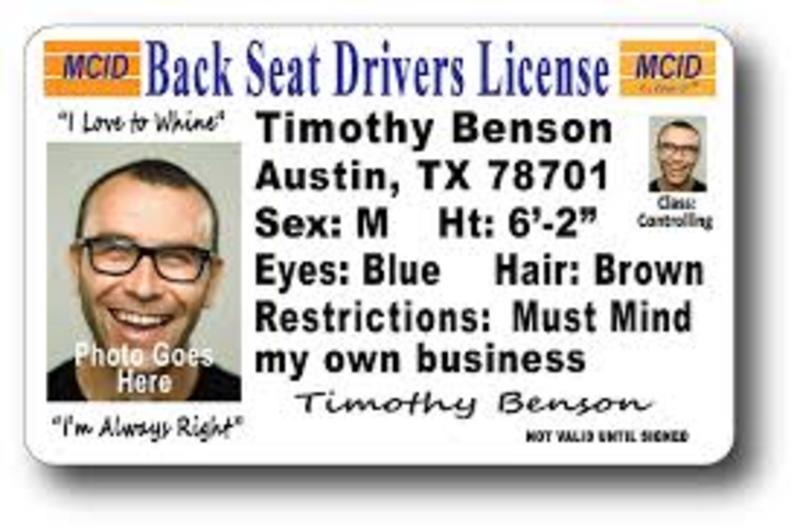 MCID Back Seat Drivers License MCID
"I Love to Whine"
Timothy Benson
Austin, TX 78701
Sex: M Ht: 6'-2"
Class:
Controlling
Eyes: Blue Hair: Brown
Restrictions: Must Mind
my own business
Photo Goes
Here
Timothy Benson
"I'm Always Right"
NOT VALID UNTIL SIGNED